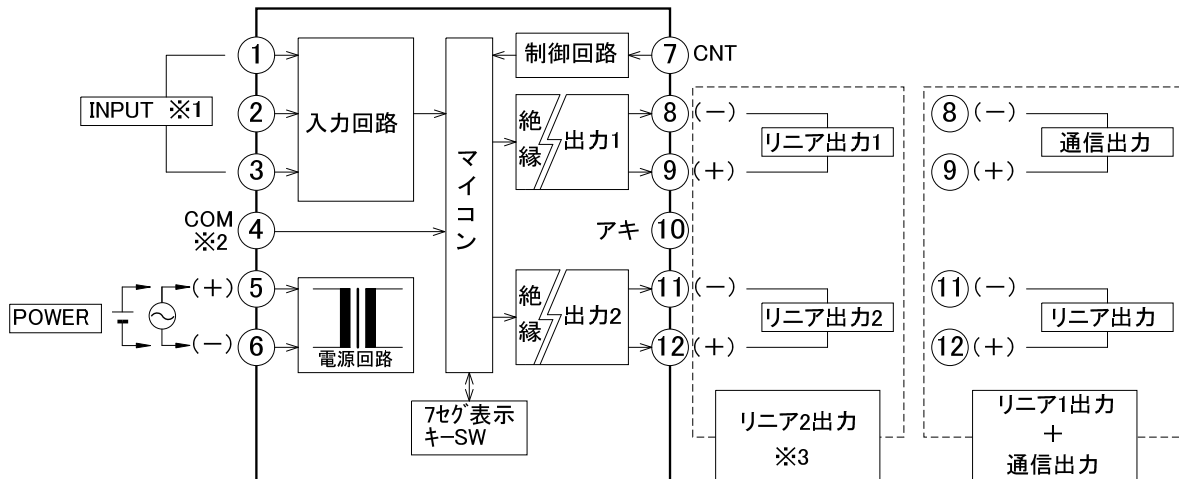 ①
②
③
INPUT ※1
入力回路
COM
※2
④
POWER
(+)
⑤
(-)
⑥
電源回路
マイコン
7セグ表示
キーSW
制御回路
⑦
CNT
絶縁
出力1
⑧
(-)
⑨
(+)
リニア出力1
アキ
⑩
絶縁
出力2
⑪
(-)
⑫
(+)
リニア出力2
リニア2出力
※3
⑧
(-)
⑨
(+)
通信出力
⑪
(-)
⑫
(+)
リニア出力
リニア1出力
+
通信出力